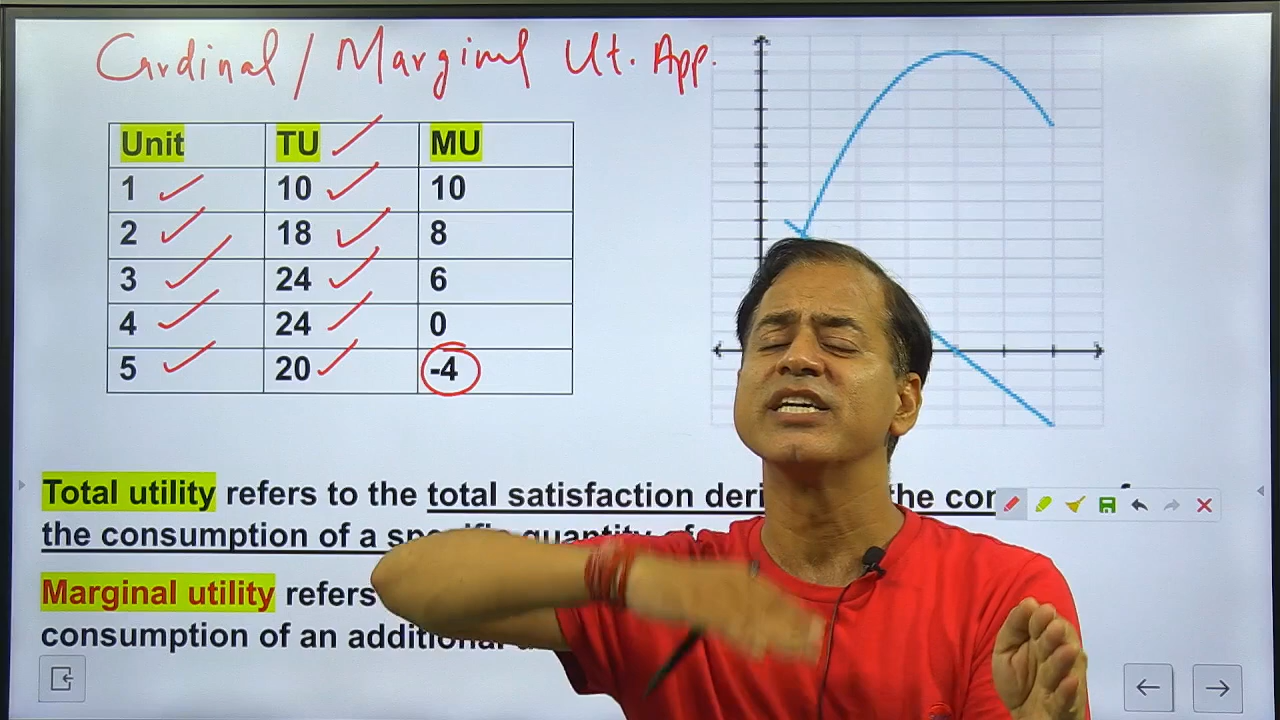 Cardinal / Marginal Ut. App.
Unit TU MU
1 10 10
2 18 8
3 24 6
4 24 0
5 20 -4
Total utility refers to the total satisfaction
the consumption of a
Marginal utility refers
consumption of an additional